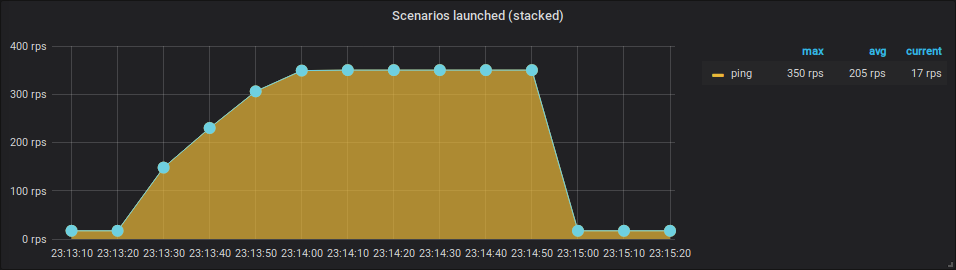 Scenarios launched (stacked)
400 rps
300 rps
200 rps
100 rps
0 rps
23:13:10 23:13:20 23:13:30 23:13:40 23:13:50 23:14:00 23:14:10 23:14:20 23:14:30 23:14:40 23:14:50 23:15:00 23:15:10 23:15:20
max avg current
ping 350 rps 205 rps 17 rps